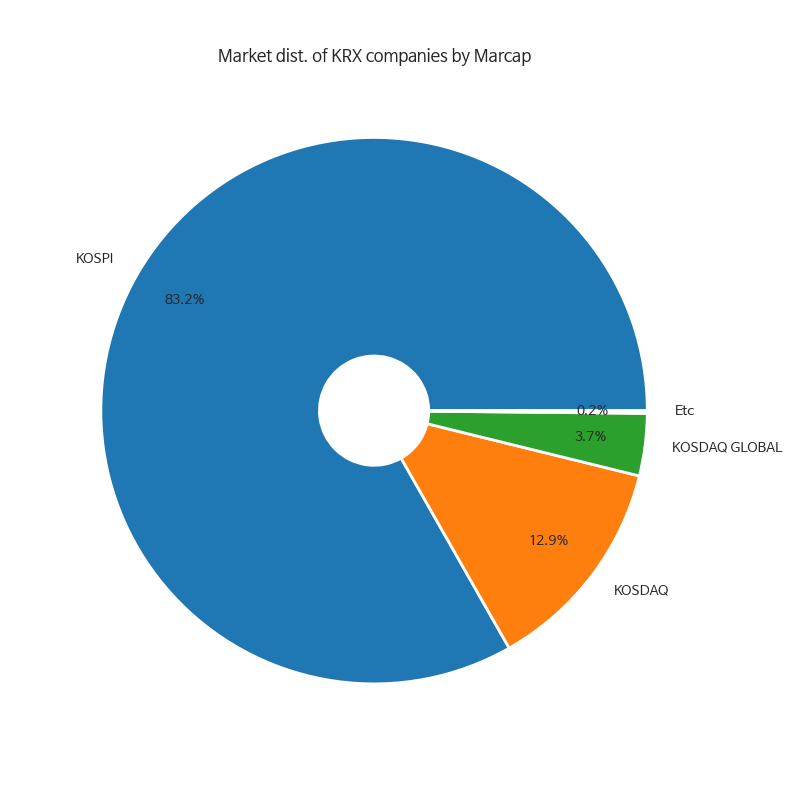 Market dist. of KRX companies by Marcap
KOSPI
83.2%
0.2%
Etc
3.7%
KOSDAQ GLOBAL
12.9%
KOSDAQ